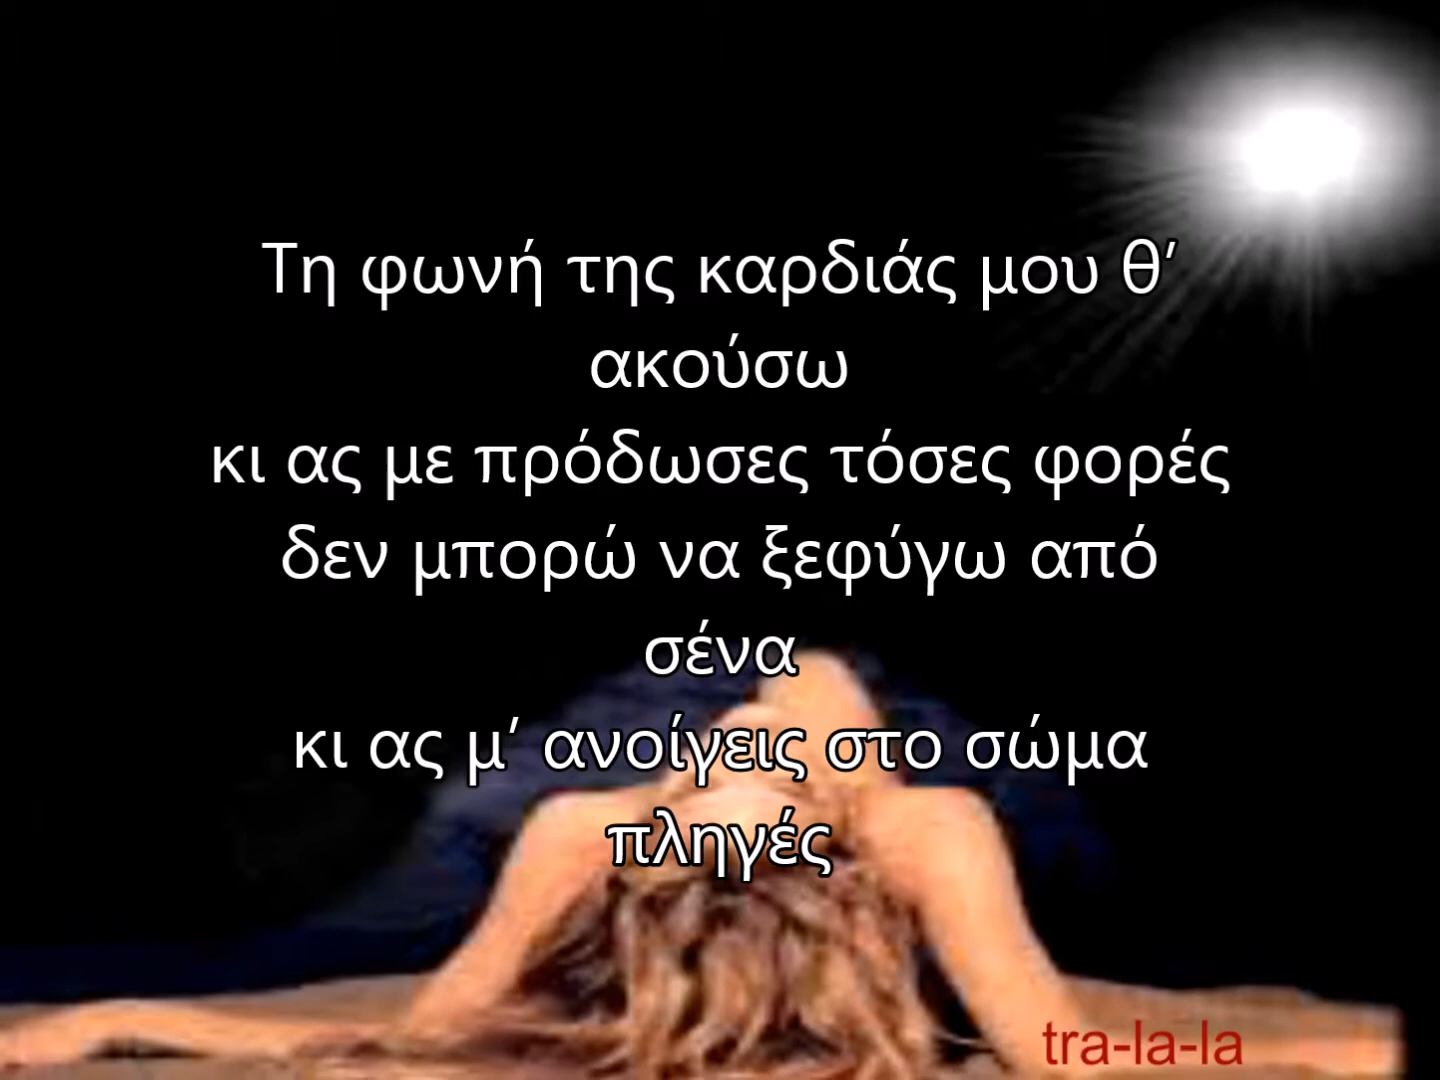 Τη φωνή της καρδιάς μου θ’
ακούσω
κι ας με πρόδωσες τόσες φορές
δεν μπορώ να ξεφύγω από
σένα
κι ας μ’ ανοίγεις στο σώμα
πληγές
tra-la-la